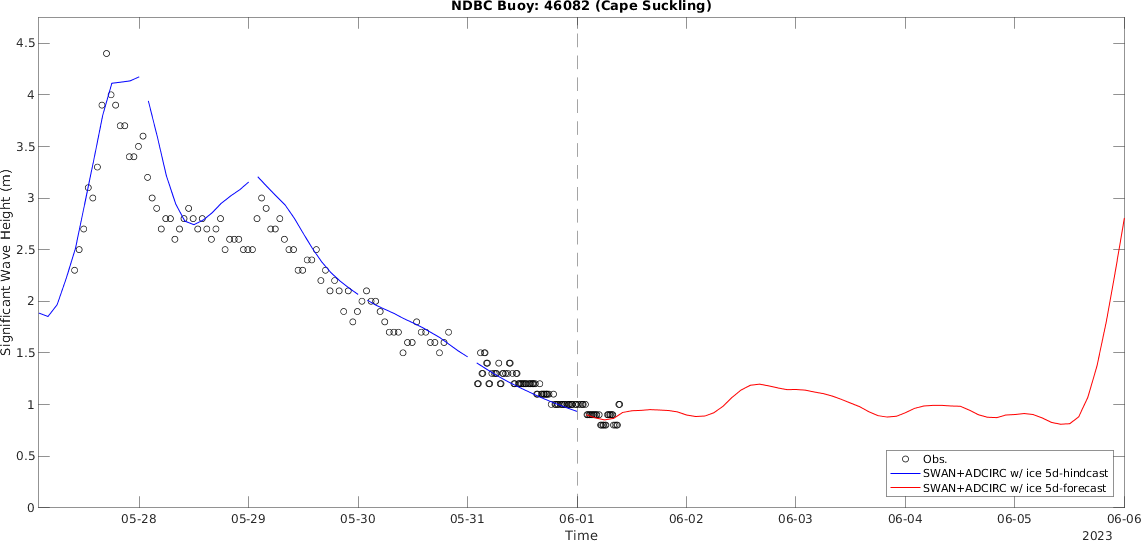 NDBC Buoy: 46082 (Cape Suckling)
4.5
4
3.5
3
2.5
2
1.5
1
0.5
0
Significant Wave Height (m)
Obs.
SWAN+ADCIRC w/ ice 5d-hindcast
SWAN+ADCIRC w/ ice 5d-forecast
05-28 05-29 05-30 05-31 06-01 06-02 06-03 06-04 06-05 06-06
Time
2023